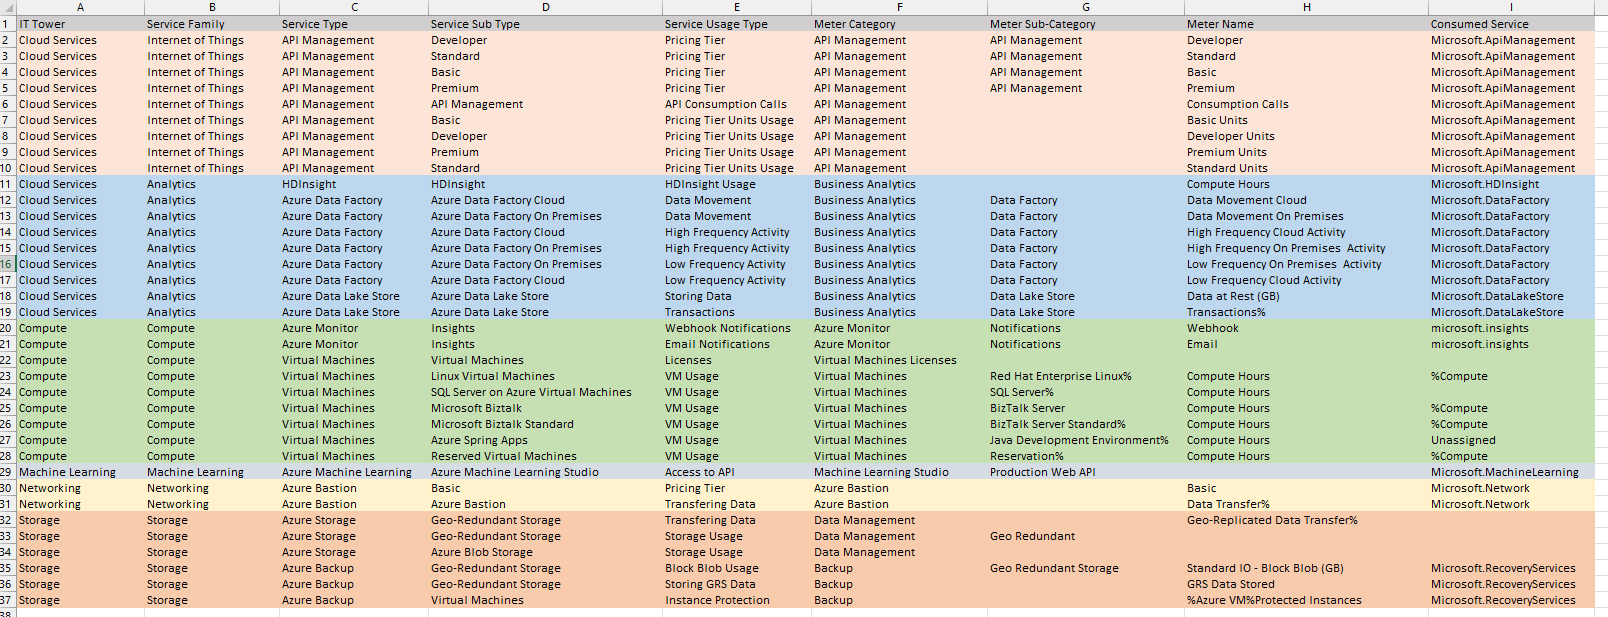 A B C D E F G H I
1 IT Tower Service Family Service Type Service Sub Type Service Usage Type Meter Category Meter Sub-Category Meter Name Consumed Service
2 Cloud Services Internet of Things API Management Developer Pricing Tier API Management API Management Developer Microsoft.ApiManagement
3 Cloud Services Internet of Things API Management Standard Pricing Tier API Management API Management Standard Microsoft.ApiManagement
4 Cloud Services Internet of Things API Management Basic Pricing Tier API Management API Management Basic Microsoft.ApiManagement
5 Cloud Services Internet of Things API Management Premium Pricing Tier API Management API Management Premium Microsoft.ApiManagement
6 Cloud Services Internet of Things API Management API Management API Consumption Calls API Management Consumption Calls Microsoft.ApiManagement
7 Cloud Services Internet of Things API Management Basic Pricing Tier Units Usage API Management Basic Units Microsoft.ApiManagement
8 Cloud Services Internet of Things API Management Developer Pricing Tier Units Usage API Management Developer Units Microsoft.ApiManagement
9 Cloud Services Internet of Things API Management Premium Pricing Tier Units Usage API Management Premium Units Microsoft.ApiManagement
10 Cloud Services Internet of Things API Management Standard Pricing Tier Units Usage API Management Standard Units Microsoft.ApiManagement
11 Cloud Services Analytics HDInsight HDInsight HDInsight Usage Business Analytics Compute Hours Microsoft.HDInsight
12 Cloud Services Analytics Azure Data Factory Azure Data Factory Cloud Data Movement Business Analytics Data Factory Data Movement Cloud Microsoft.DataFactory
13 Cloud Services Analytics Azure Data Factory Azure Data Factory On Premises Data Movement Business Analytics Data Factory Data Movement On Premises Microsoft.DataFactory
14 Cloud Services Analytics Azure Data Factory Azure Data Factory Cloud High Frequency Activity Business Analytics Data Factory High Frequency Cloud Activity Microsoft.DataFactory
15 Cloud Services Analytics Azure Data Factory Azure Data Factory On Premises High Frequency Activity Business Analytics Data Factory High Frequency On Premises Activity Microsoft.DataFactory
16 Cloud Services Analytics Azure Data Factory Azure Data Factory On Premises Low Frequency Activity Business Analytics Data Factory Low Frequency On Premises Activity Microsoft.DataFactory
17 Cloud Services Analytics Azure Data Factory Azure Data Factory Cloud Low Frequency Activity Business Analytics Data Factory Low Frequency Cloud Activity Microsoft.DataFactory
18 Cloud Services Analytics Azure Data Lake Store Azure Data Lake Store Storing Data Business Analytics Data Lake Store Data at Rest (GB) Microsoft.DataLakeStore
19 Cloud Services Analytics Azure Data Lake Store Azure Data Lake Store Transactions Business Analytics Data Lake Store Transactions% Microsoft.DataLakeStore
20 Compute Compute Azure Monitor Insights Webhook Notifications Azure Monitor Notifications Webhook microsoft.insights
21 Compute Compute Azure Monitor Insights Email Notifications Azure Monitor Notifications Email microsoft.insights
22 Compute Compute Virtual Machines Virtual Machines Licenses Virtual Machines Licenses
23 Compute Compute Virtual Machines Linux Virtual Machines VM Usage Virtual Machines Red Hat Enterprise Linux% Compute Hours %Compute
24 Compute Compute Virtual Machines SQL Server on Azure Virtual Machines VM Usage Virtual Machines SQL Server% Compute Hours
25 Compute Compute Virtual Machines Microsoft Biztalk VM Usage Virtual Machines BizTalk Server Compute Hours %Compute
26 Compute Compute Virtual Machines Microsoft Biztalk Standard VM Usage Virtual Machines BizTalk Server Standard% Compute Hours %Compute
27 Compute Compute Virtual Machines Azure Spring Apps VM Usage Virtual Machines Java Development Environment% Compute Hours Unassigned
28 Compute Compute Virtual Machines Reserved Virtual Machines VM Usage Virtual Machines Reservation% Compute Hours %Compute
29 Machine Learning Machine Learning Azure Machine Learning Azure Machine Learning Studio Access to API Machine Learning Studio Production Web API Microsoft.MachineLearning
30 Networking Networking Azure Bastion Basic Pricing Tier Azure Bastion Basic Microsoft.Network
31 Networking Networking Azure Bastion Azure Bastion Transfering Data Azure Bastion Data Transfer% Microsoft.Network
32 Storage Storage Azure Storage Geo-Redundant Storage Transfering Data Data Management Geo-Replicated Data Transfer%
33 Storage Storage Azure Storage Geo-Redundant Storage Storage Usage Data Management Geo Redundant
34 Storage Storage Azure Storage Azure Blob Storage Storage Usage Data Management
35 Storage Storage Azure Backup Geo-Redundant Storage Block Blob Usage Backup Geo Redundant Storage Standard IO - Block Blob (GB) Microsoft.RecoveryServices
36 Storage Storage Azure Backup Geo-Redundant Storage Storing GRS Data Backup GRS Data Stored Microsoft.RecoveryServices
37 Storage Storage Azure Backup Virtual Machines Instance Protection Backup %Azure VM%Protected Instances Microsoft.RecoveryServices
38